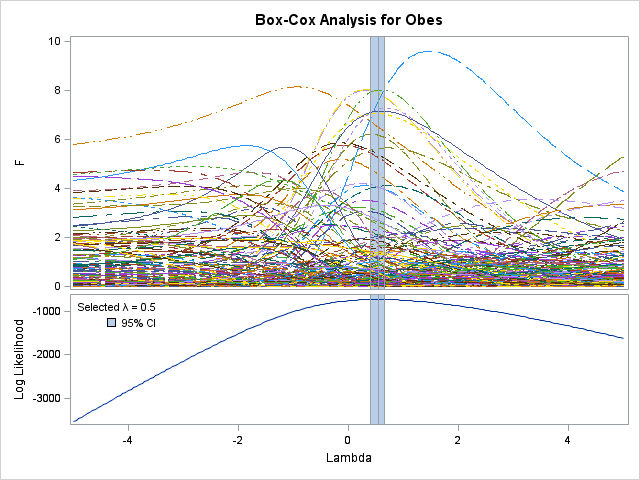 Box-Cox Analysis for Obes
10
8
6
F
4
2
0
Selected λ = 0.5
95% CI
-1000
-2000
-3000
Log Likelihood
-4 -2 0 2 4
Lambda